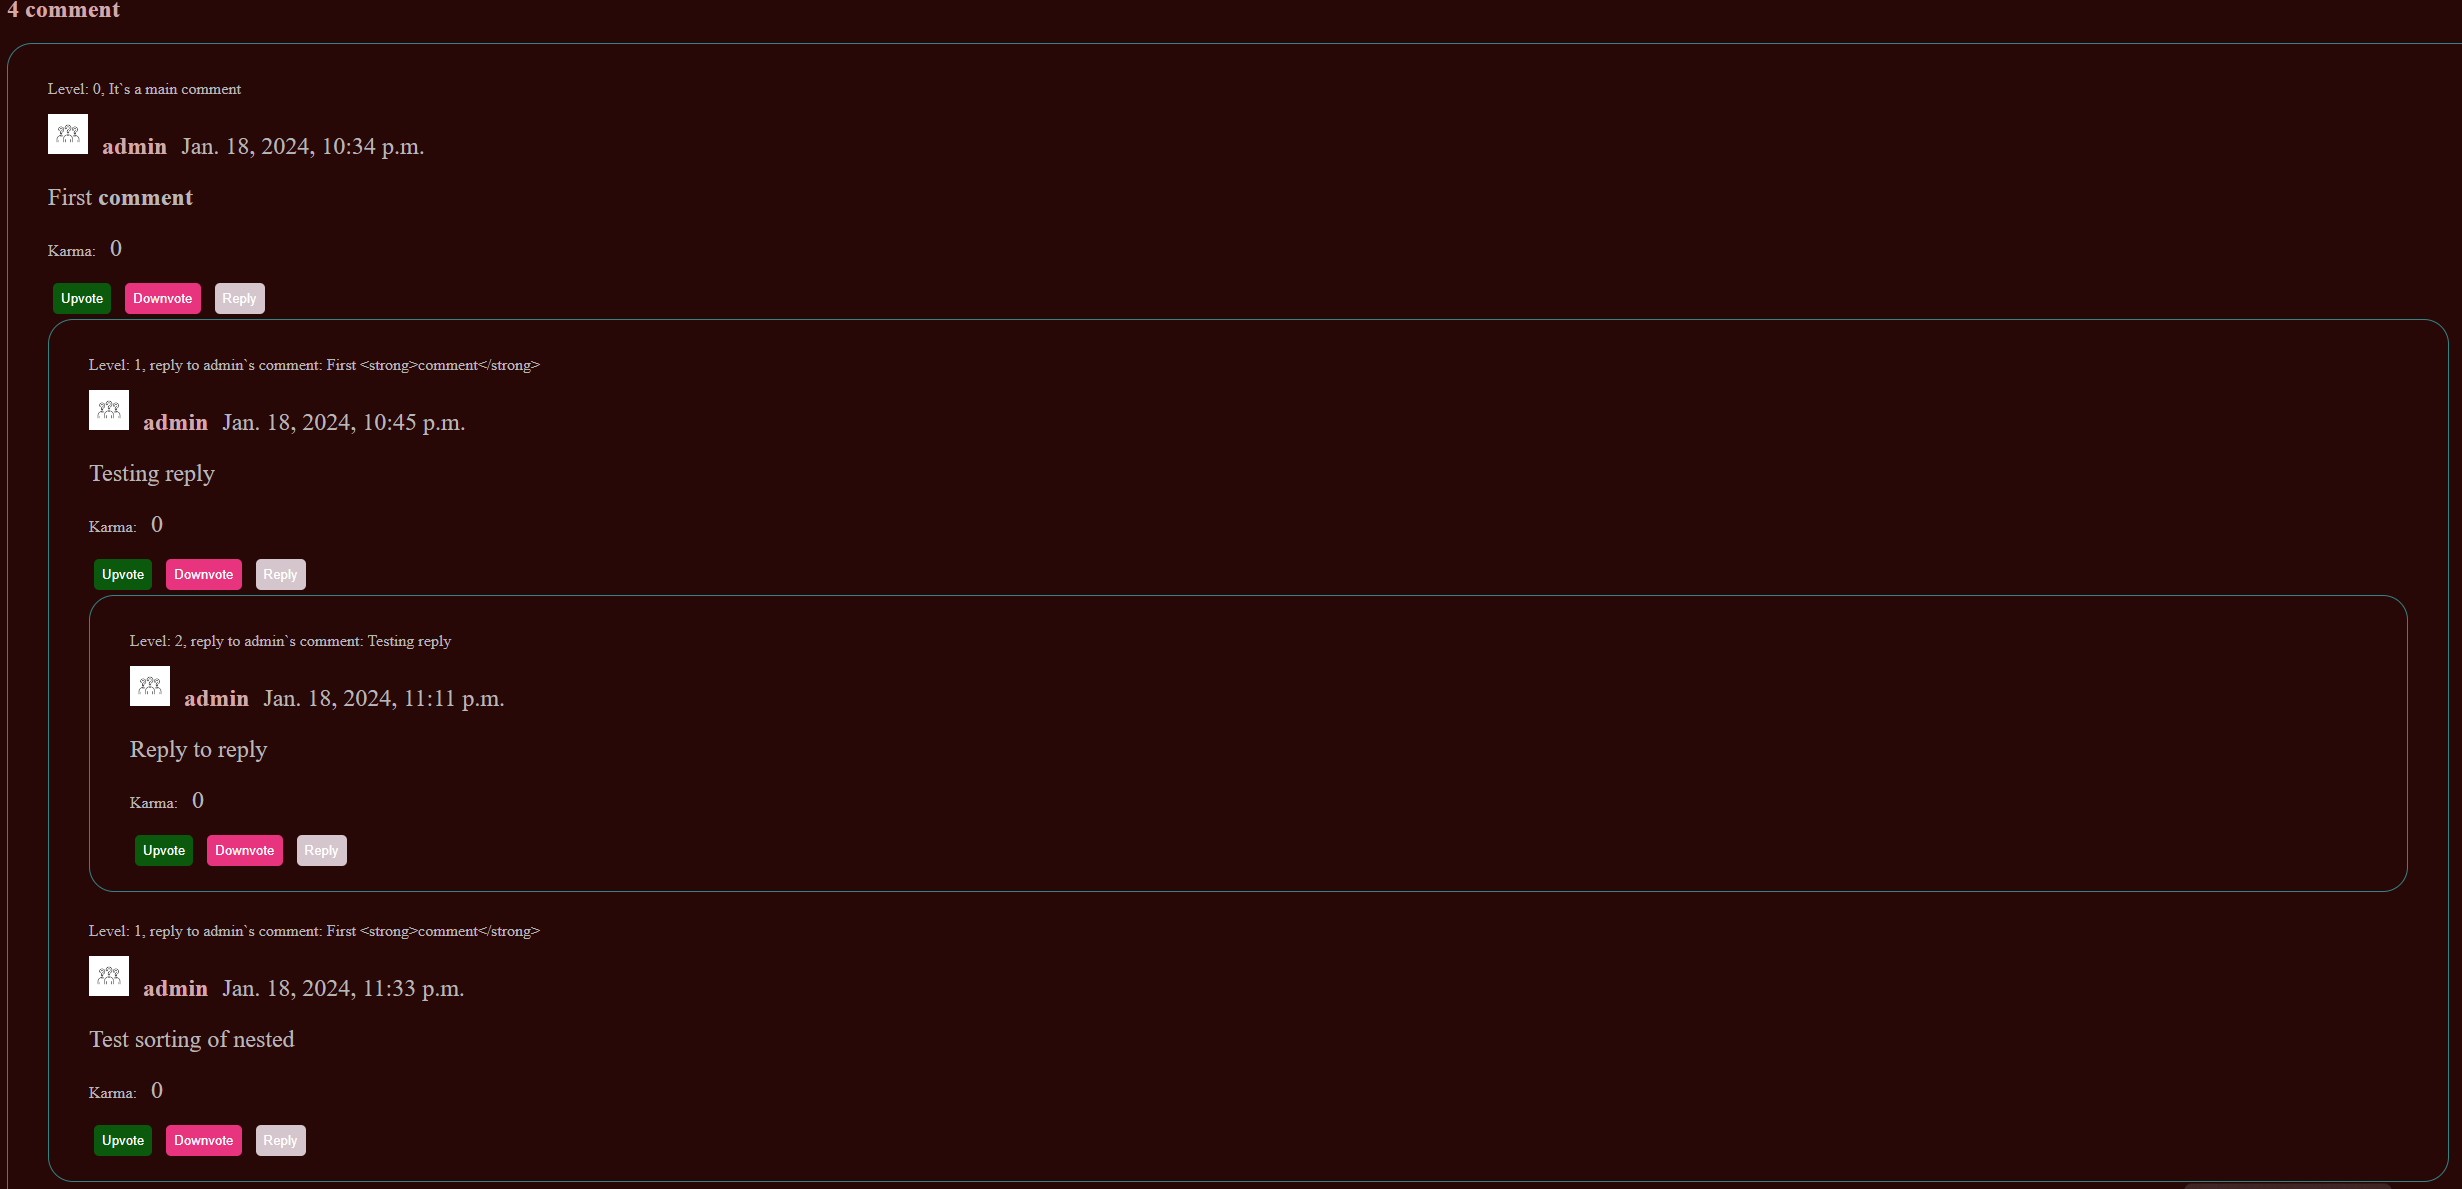 4 comment
Level: 0, It`s a main comment
admin Jan. 18, 2024, 10:34 p.m.
First comment
Karma: 0
Upvote Downvote Reply
Level: 1, reply to admin`s comment: First <strong>comment</strong>
admin Jan. 18, 2024, 10:45 p.m.
Testing reply
Karma: 0
Upvote Downvote Reply
Level: 2, reply to admin`s comment: Testing reply
admin Jan. 18, 2024, 11:11 p.m.
Reply to reply
Karma: 0
Upvote Downvote Reply
Level: 1, reply to admin`s comment: First <strong>comment</strong>
admin Jan. 18, 2024, 11:33 p.m.
Test sorting of nested
Karma: 0
Upvote Downvote Reply